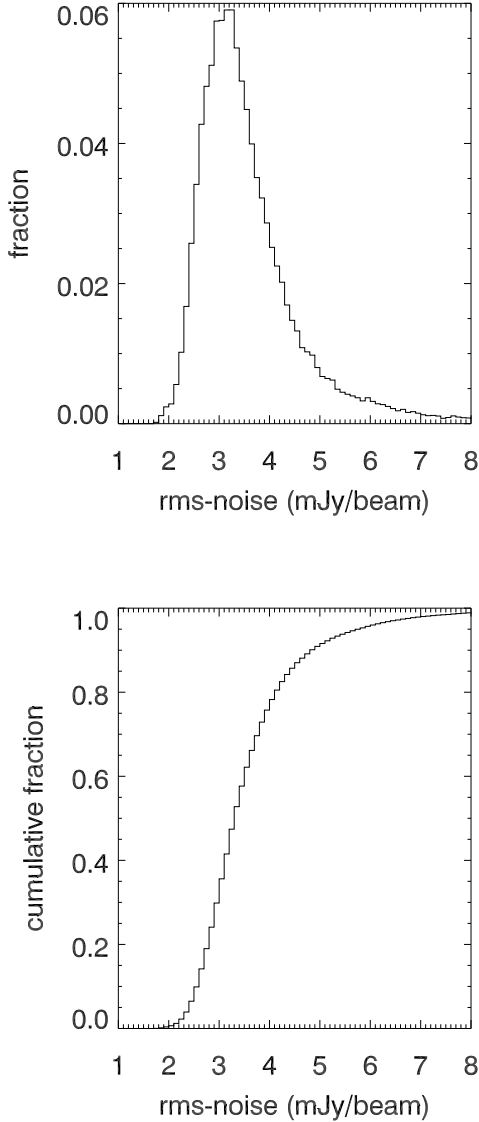 0.06
0.04
0.02
0.00
fraction
1 2 3 4 5 6 7 8
rms-noise (mJy/beam)
1.0
0.8
0.6
0.4
0.2
0.0
cumulative fraction
1 2 3 4 5 6 7 8
rms-noise (mJy/beam)